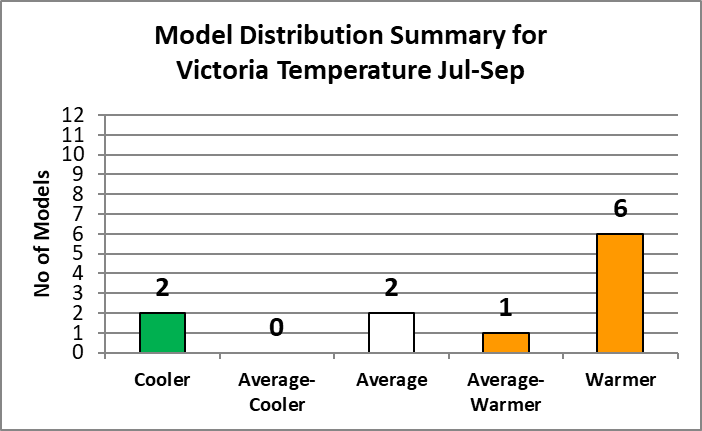 Model Distribution Summary for
Victoria Temperature Jul-Sep
No of Models
12
11
10
9
8
7
6
5
4
3
2
1
0
2
0
2
1
6
Cooler
Average-
Cooler
Average
Average-
Warmer
Warmer